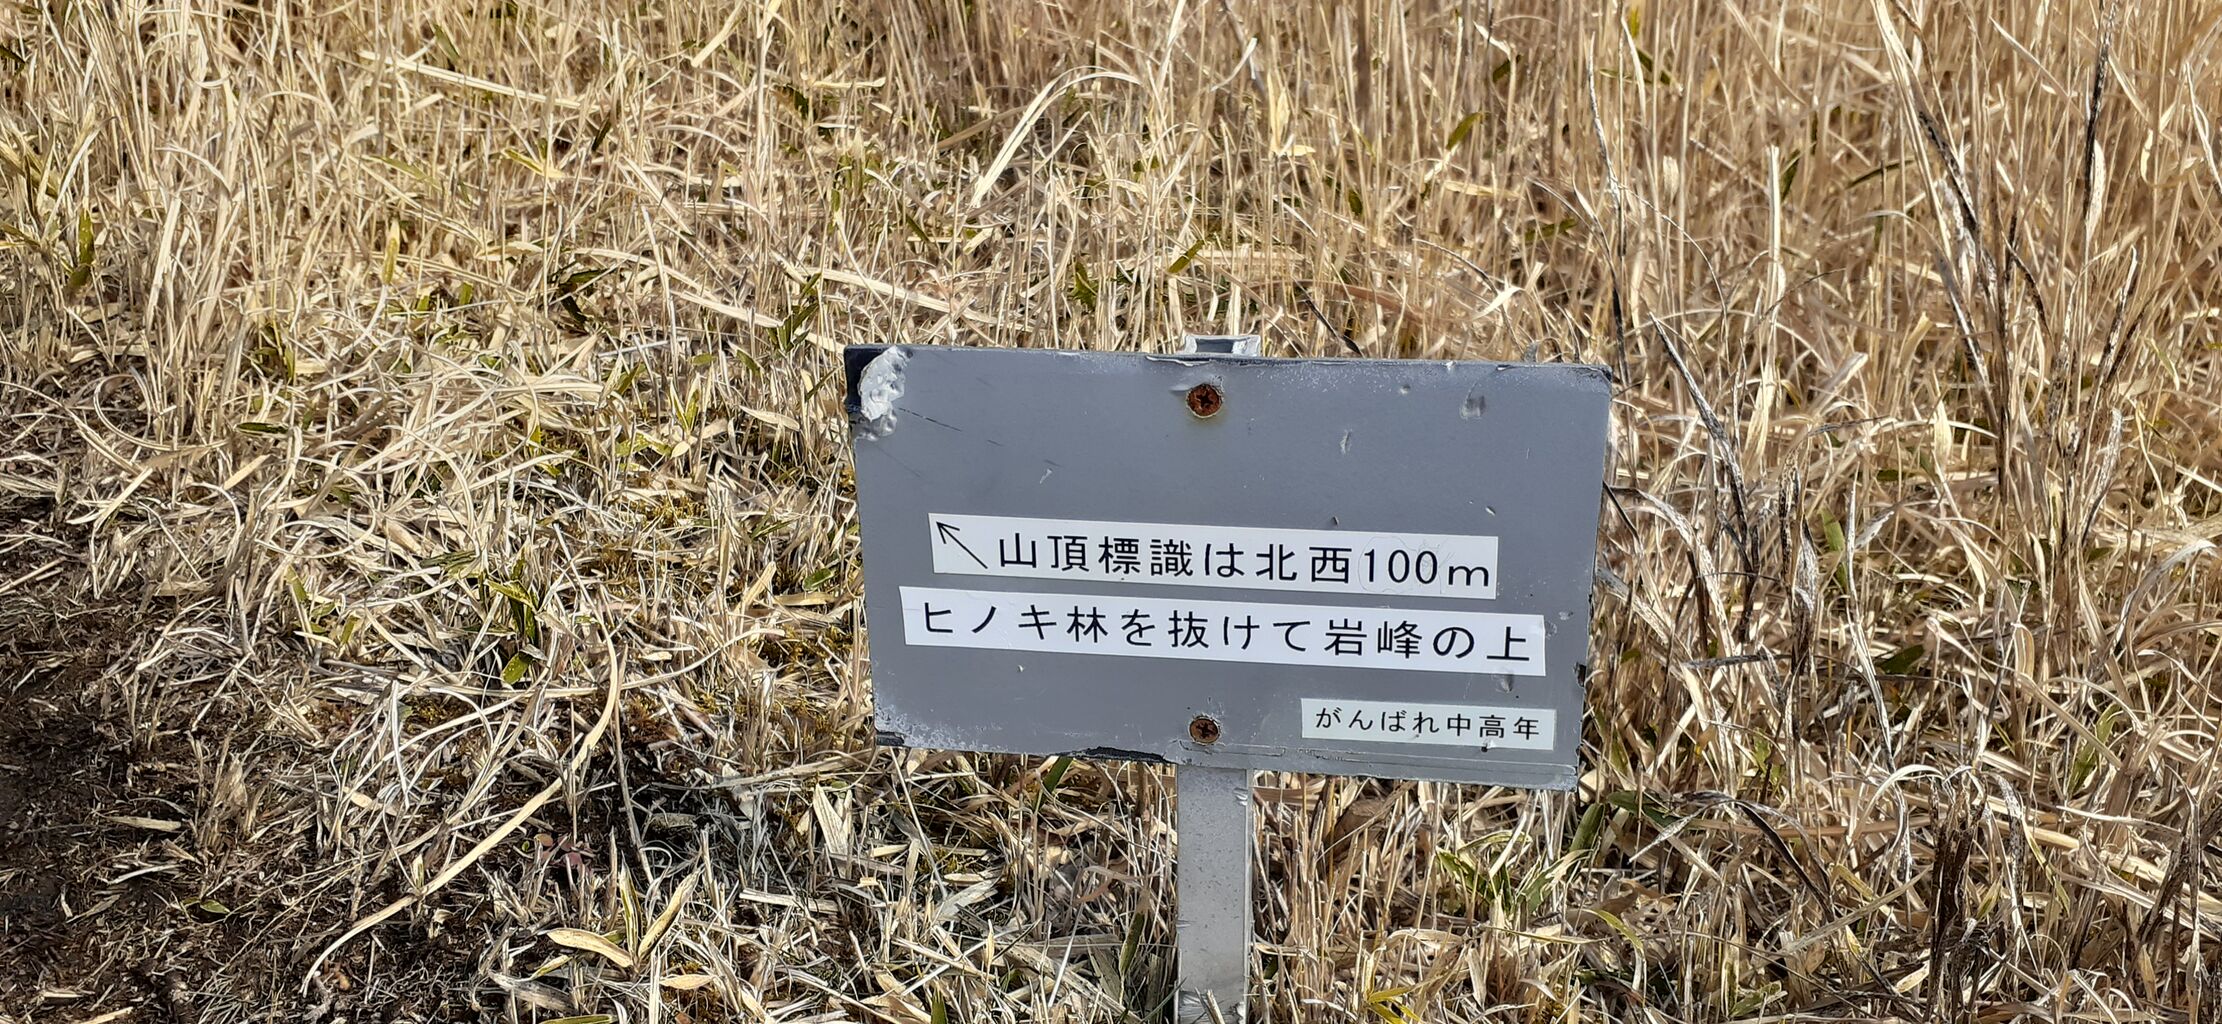 ↖山頂標識は北西100m
ヒノキ林を抜けて岩峰の上
がんばれ中高年